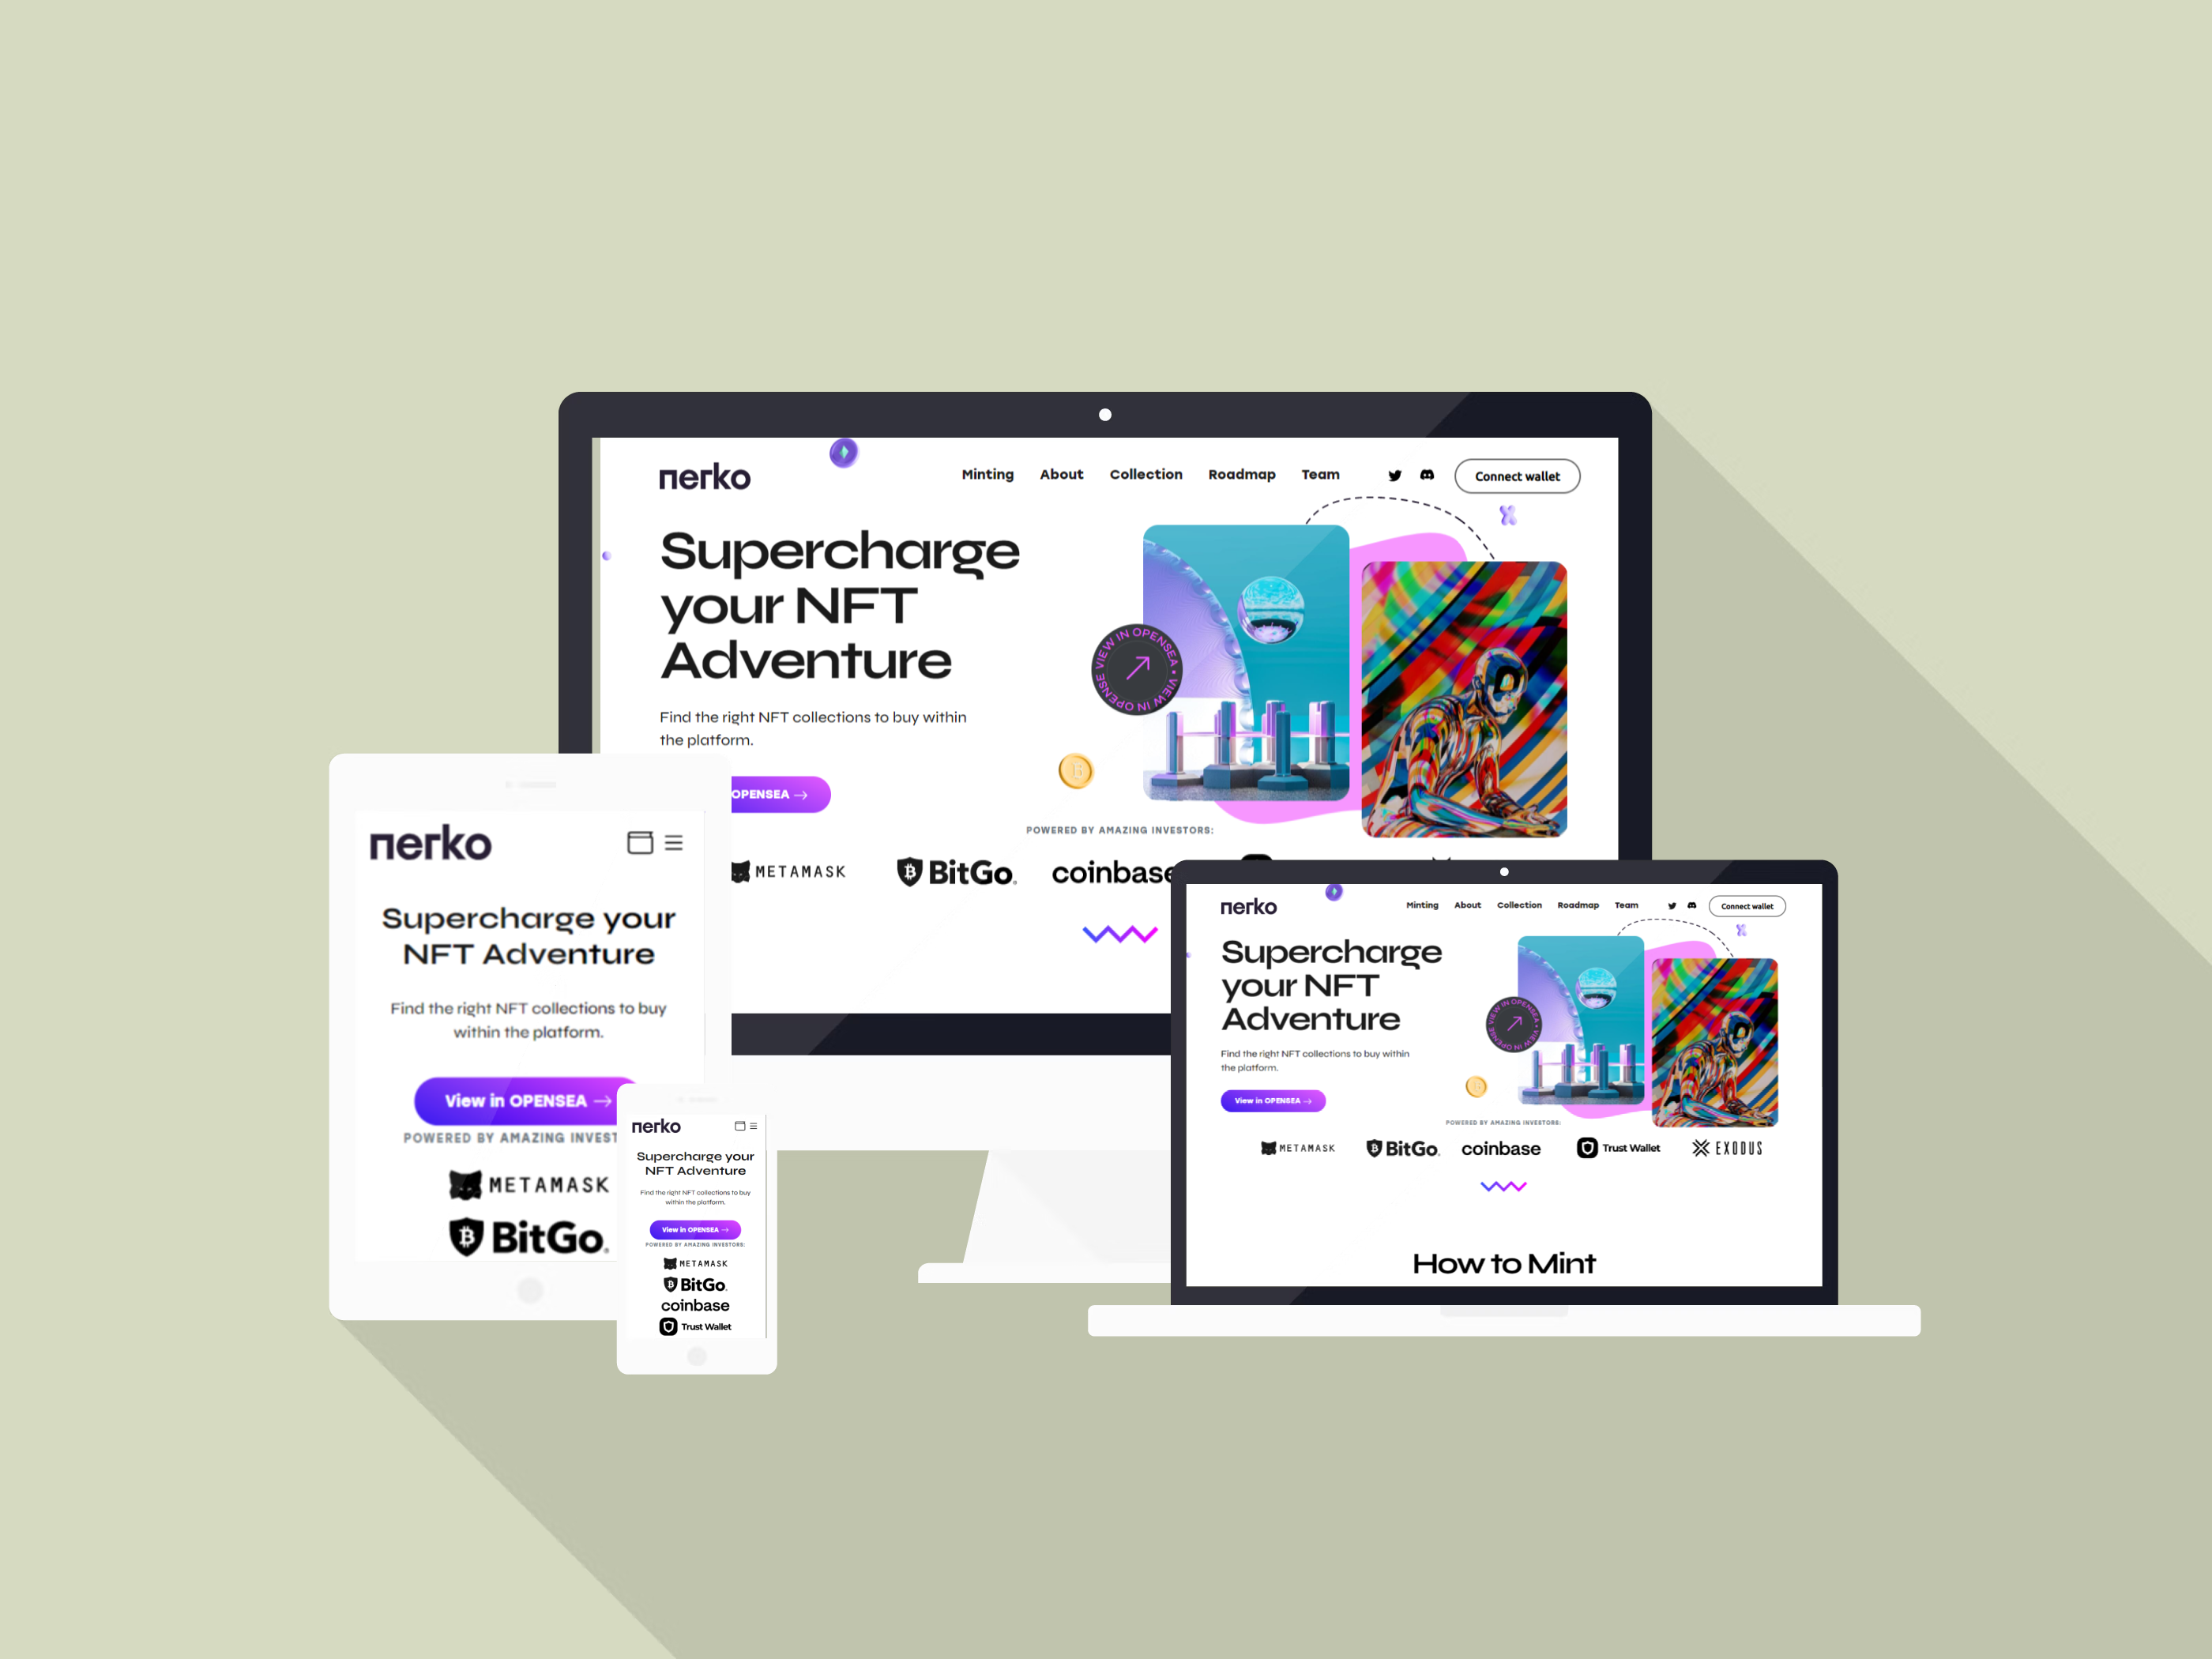 nerko
Minting About Collection Roadmap Team Connect wallet
Supercharge
your NFT
Adventure
VIEW IN OPENSEA • VIEW IN OPENSE
Find the right NFT collections to buy within
the platform.
OPENSEA →
POWERED BY AMAZING INVESTORS:
METAMASK BitGo. coinbase
nerko
Supercharge your
NFT Adventure
Find the right NFT collections to buy
within the platform.
View in OPENSEA →
POWERED BY AMAZING INVEST
METAMASK
BitGo.
nerko
Supercharge your
NFT Adventure
Find the right NFT collections to buy
within the platform.
View in OPENSEA →
POWERED BY AMAZING INVESTORS:
METAMASK
BitGo.
coinbase
Trust Wallet
nerko
Minting About Collection Roadmap Team Connect wallet
Supercharge
your NFT
Adventure
VIEW IN OPENSEA • VIEW IN OPENSE
Find the right NFT collections to buy within
the platform.
View in OPENSEA →
POWERED BY AMAZING INVESTORS:
METAMASK BitGo. coinbase Trust Wallet EXODUS
How to Mint